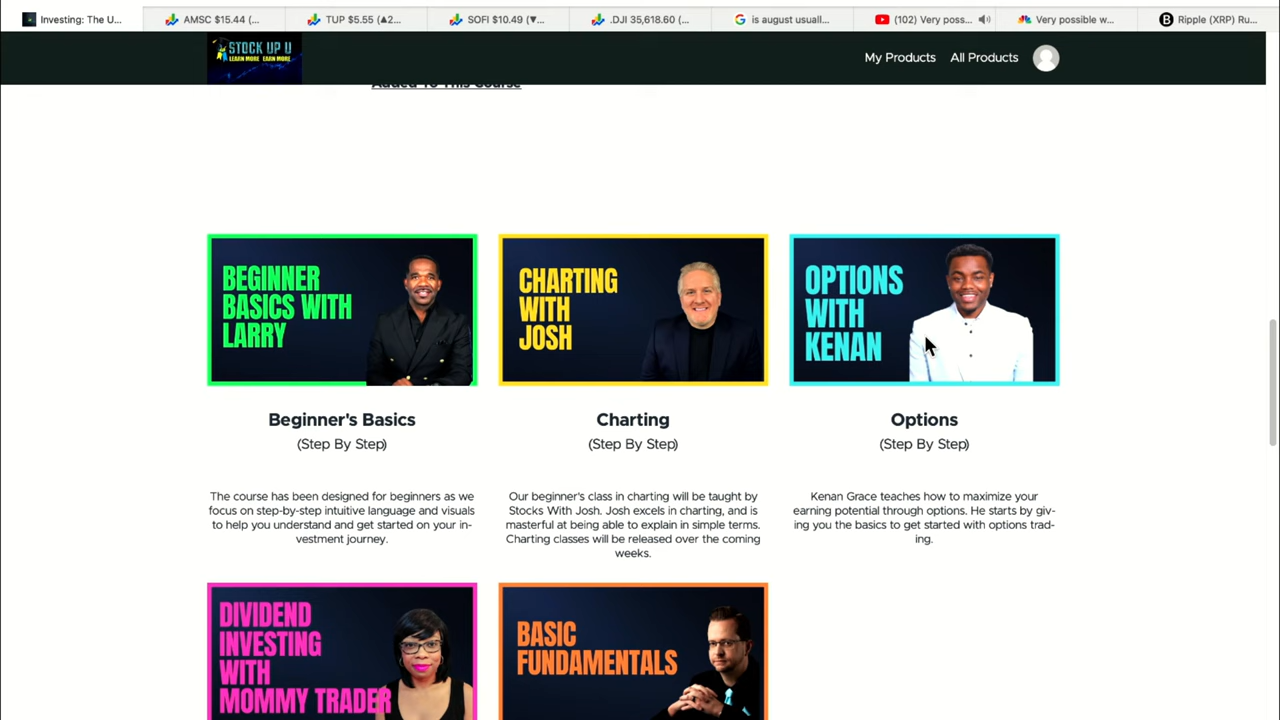 Investing: The U...
AMSC $15.44 (...
TUP $5.55 (▲2...
SOFI $10.49 (▼...
.DJI 35,618.60 (...
is august usuall...
(102) Very poss...
Very possible w...
Ripple (XRP) Ru...
STOCK UP U
LEARN MORE EARN MORE
My Products
All Products
Added To This Course
BEGINNER
BASICS WITH
LARRY
CHARTING
WITH
JOSH
OPTIONS
WITH
KENAN
Beginner's Basics
(Step By Step)
Charting
(Step By Step)
Options
(Step By Step)
The course has been designed for beginners as we
focus on step-by-step intuitive language and visuals
to help you understand and get started on your in-
vestment journey.
Our beginner's class in charting will be taught by
Stocks With Josh. Josh excels in charting, and is
masterful at being able to explain in simple terms.
Charting classes will be released over the coming
weeks.
Kenan Grace teaches how to maximize your
earning potential through options. He starts by giv-
ing you the basics to get started with options trad-
ing.
DIVIDEND
INVESTING
WITH
MOMMY TRADER
BASIC
FUNDAMENTALS